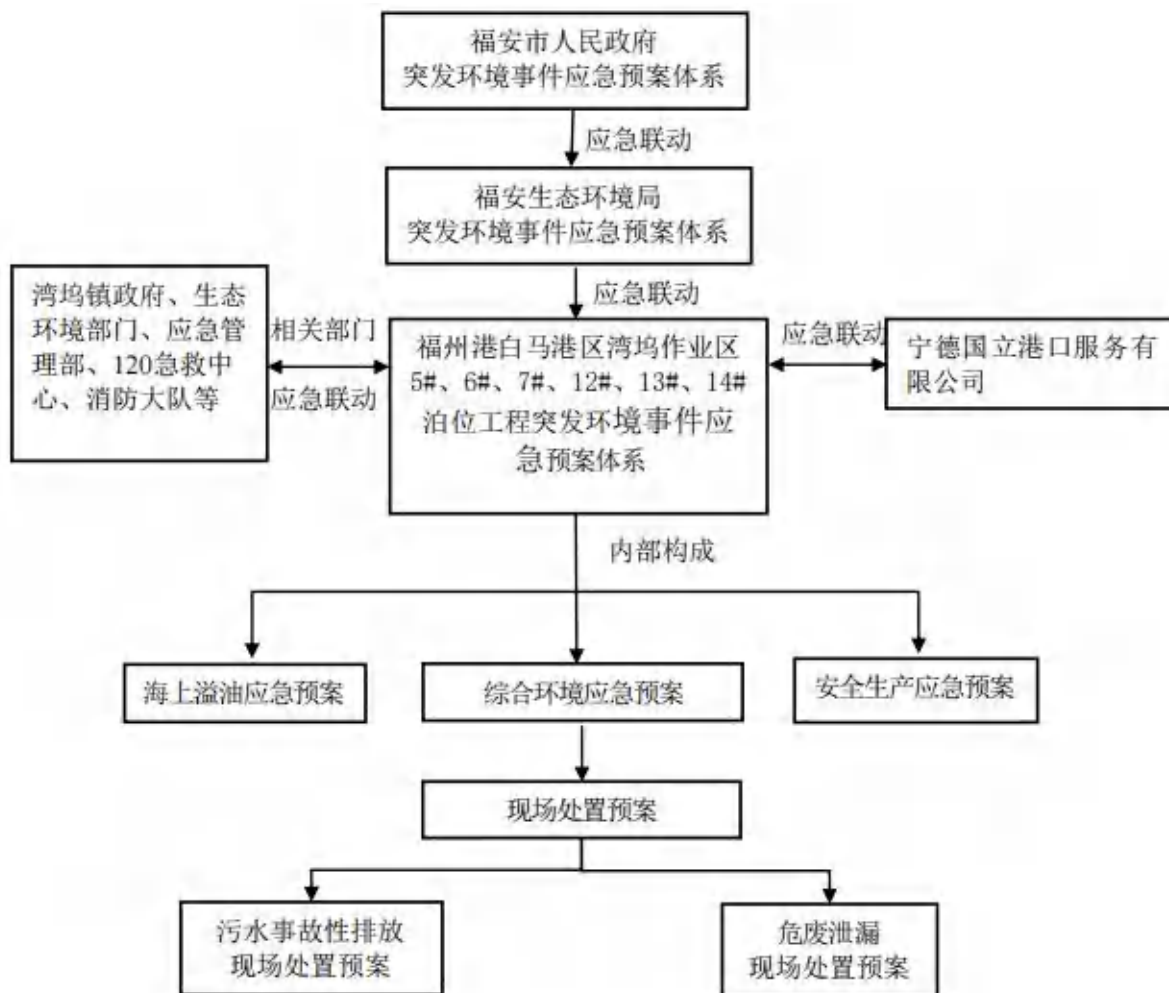 福安市人民政府
突发环境事件应急预案体系
应急联动
福安生态环境局
突发环境事件应急预案体系
应急联动
湾坞镇政府、生态
环境部门、应急管
理部、120急救中
心、消防大队等
相关部门
应急联动
福州港白马港区湾坞作业区
5#、6#、7#、12#、13#、14#
泊位工程突发环境事件应
急预案体系
应急联动
宁德国立港口服务有
限公司
内部构成
海上溢油应急预案
综合环境应急预案
安全生产应急预案
现场处置预案
污水事故性排放
现场处置预案
危废泄漏
现场处置预案